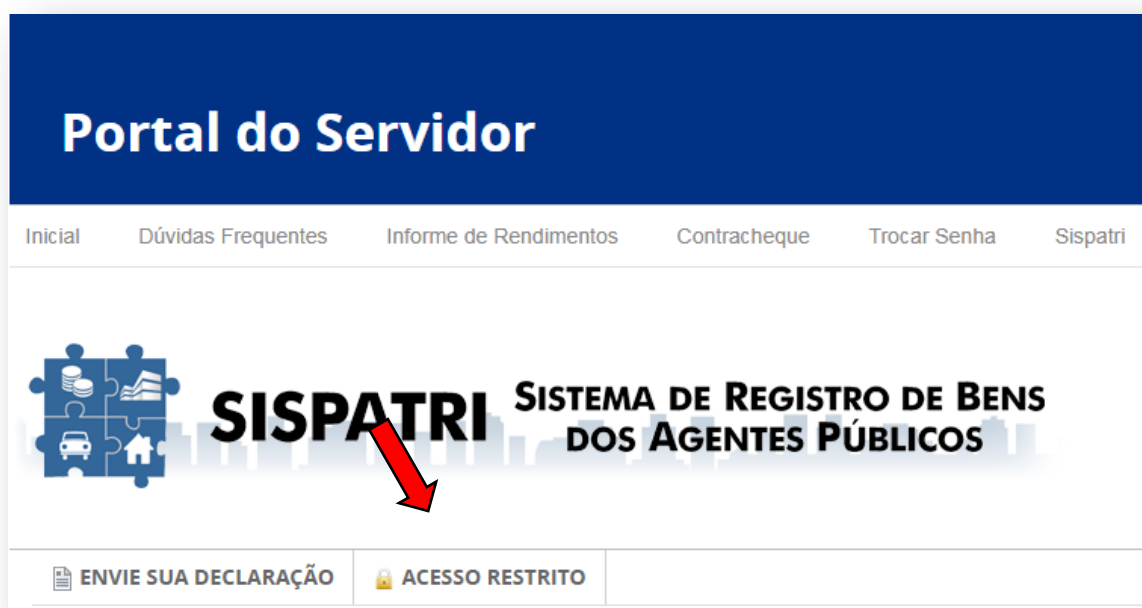 Portal do Servidor
Inicial Dúvidas Frequentes Informe de Rendimentos Contracheque Trocar Senha Sispatri
SISPATRI SISTEMA DE REGISTRO DE BENS
DOS AGENTES PÚBLICOS
ENVIE SUA DECLARAÇÃO ACESSO RESTRITO